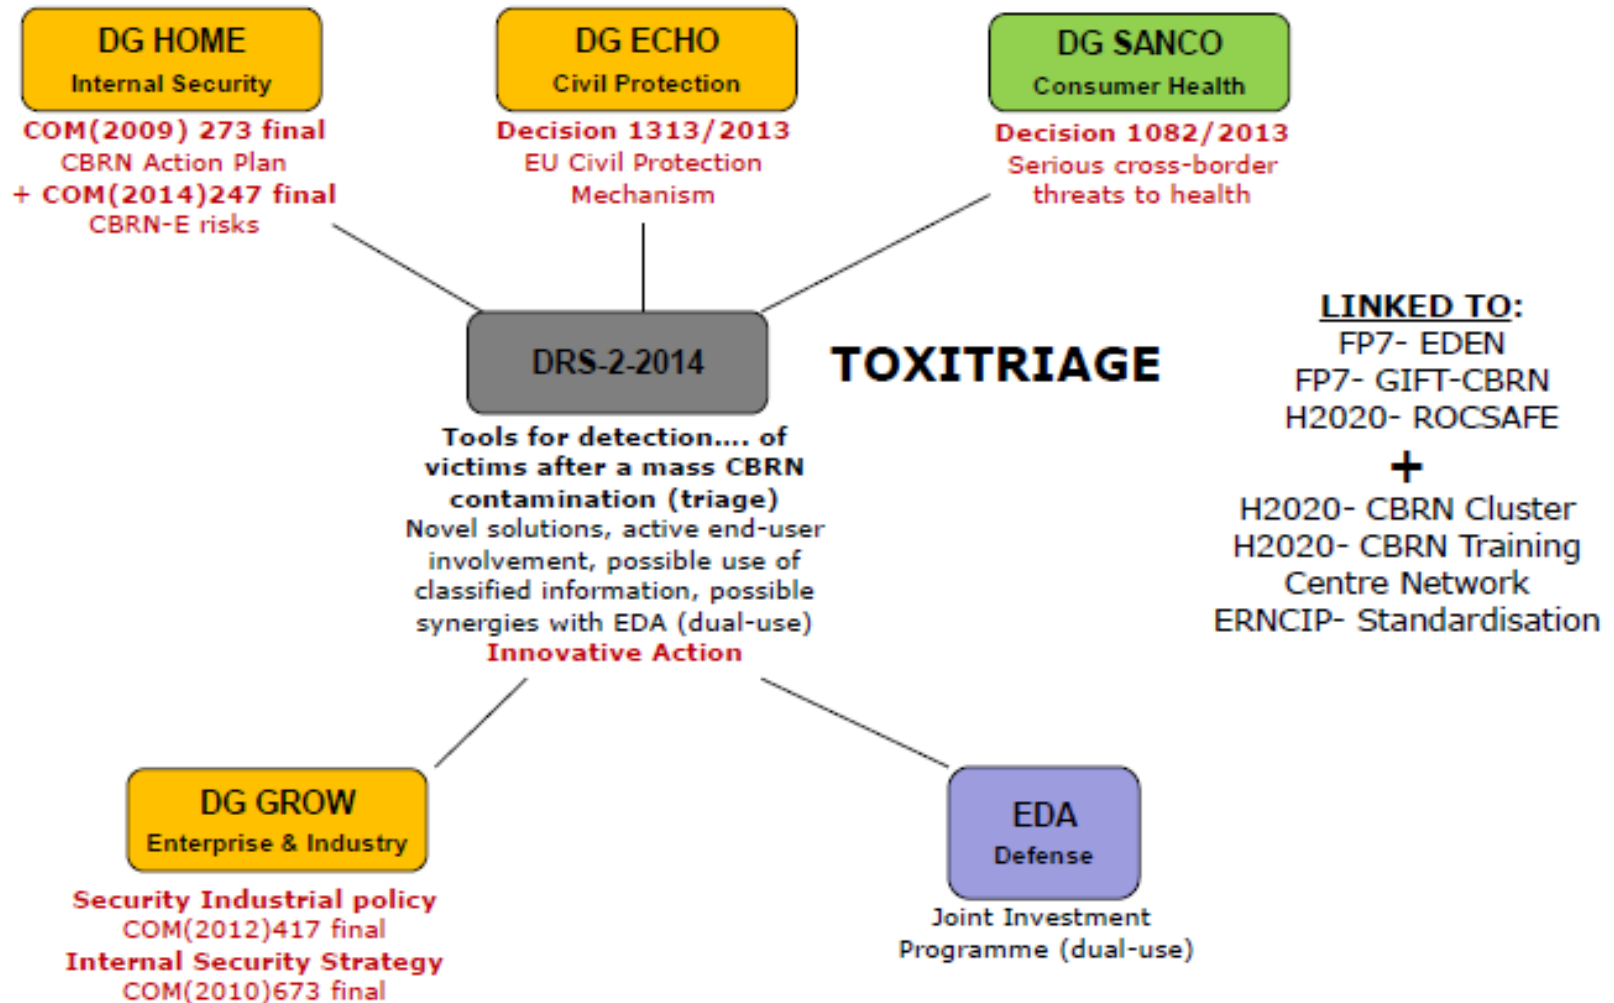 DG HOME
Internal Security
COM(2009) 273 final
CBRN Action Plan
+ COM(2014)247 final
CBRN-E risks
DG ECHO
Civil Protection
Decision 1313/2013
EU Civil Protection
Mechanism
DG SANCO
Consumer Health
Decision 1082/2013
Serious cross-border
threats to health
DRS-2-2014
TOXITRIAGE
Tools for detection.... of
victims after a mass CBRN
contamination (triage)
Novel solutions, active end-user
involvement, possible use of
classified information, possible
synergies with EDA (dual-use)
Innovative Action
LINKED TO:
FP7- EDEN
FP7- GIFT-CBRN
H2020- ROCSAFE
+
H2020- CBRN Cluster
H2020- CBRN Training
Centre Network
ERNCIP- Standardisation
DG GROW
Enterprise & Industry
Security Industrial policy
COM(2012)417 final
Internal Security Strategy
COM(2010)673 final
EDA
Defense
Joint Investment
Programme (dual-use)